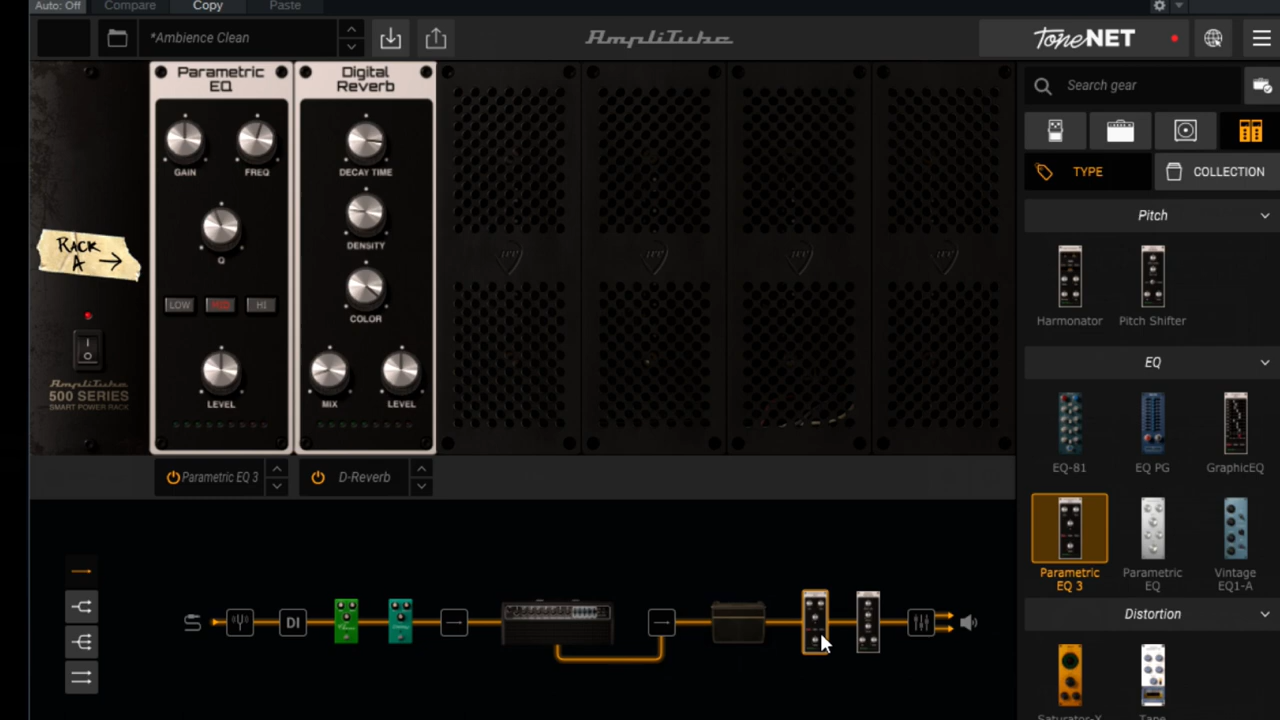 Auto: Off
Compare
Copy
Paste
*Ambience Clean
AmpliTube
toneNET
Search gear
TYPE
COLLECTION
Parametric EQ
Digital Reverb
GAIN
FREQ
Q
LOW
MID
HI
LEVEL
DECAY TIME
DENSITY
COLOR
MIX
LEVEL
RACK
A
AmpliTube
500 SERIES
SMART POWER RACK
Parametric EQ 3
D-Reverb
DI
Pitch
Harmonator
Pitch Shifter
EQ
EQ-81
EQ PG
GraphicEQ
Parametric EQ 3
Parametric EQ
Vintage EQ1-A
Distortion
Saturator-X
Tape